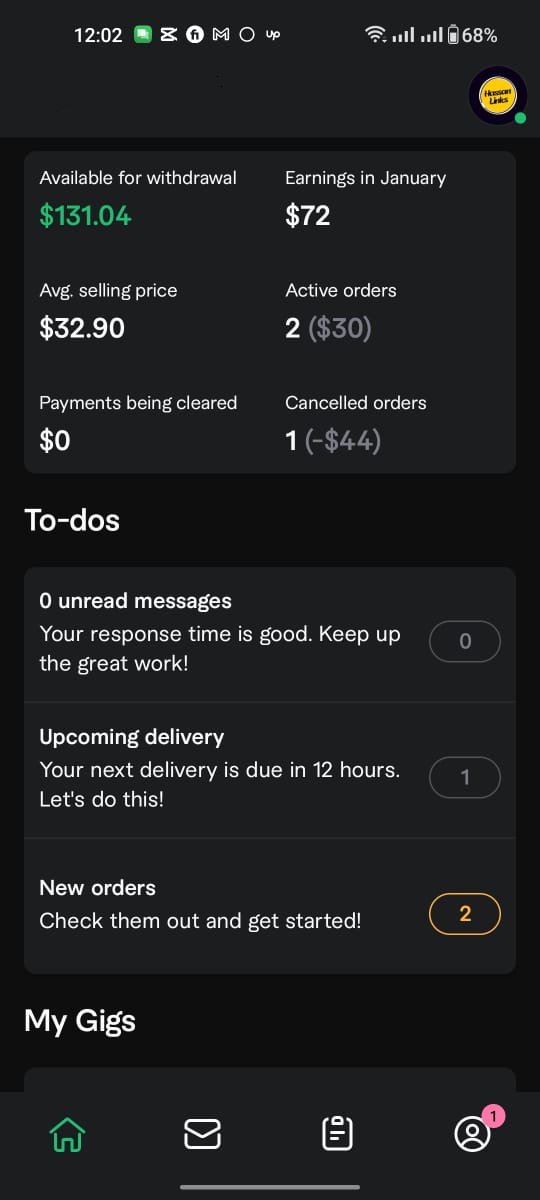 12:02 up 68%
Hassan
Links
Available for withdrawal Earnings in January
$131.04 $72
Avg. selling price Active orders
$32.90 2 ($30)
Payments being cleared Cancelled orders
$0 1 (-$44)
To-dos
0 unread messages
Your response time is good. Keep up 0
the great work!
Upcoming delivery
Your next delivery is due in 12 hours. 1
Let's do this!
New orders
Check them out and get started! 2
My Gigs
1